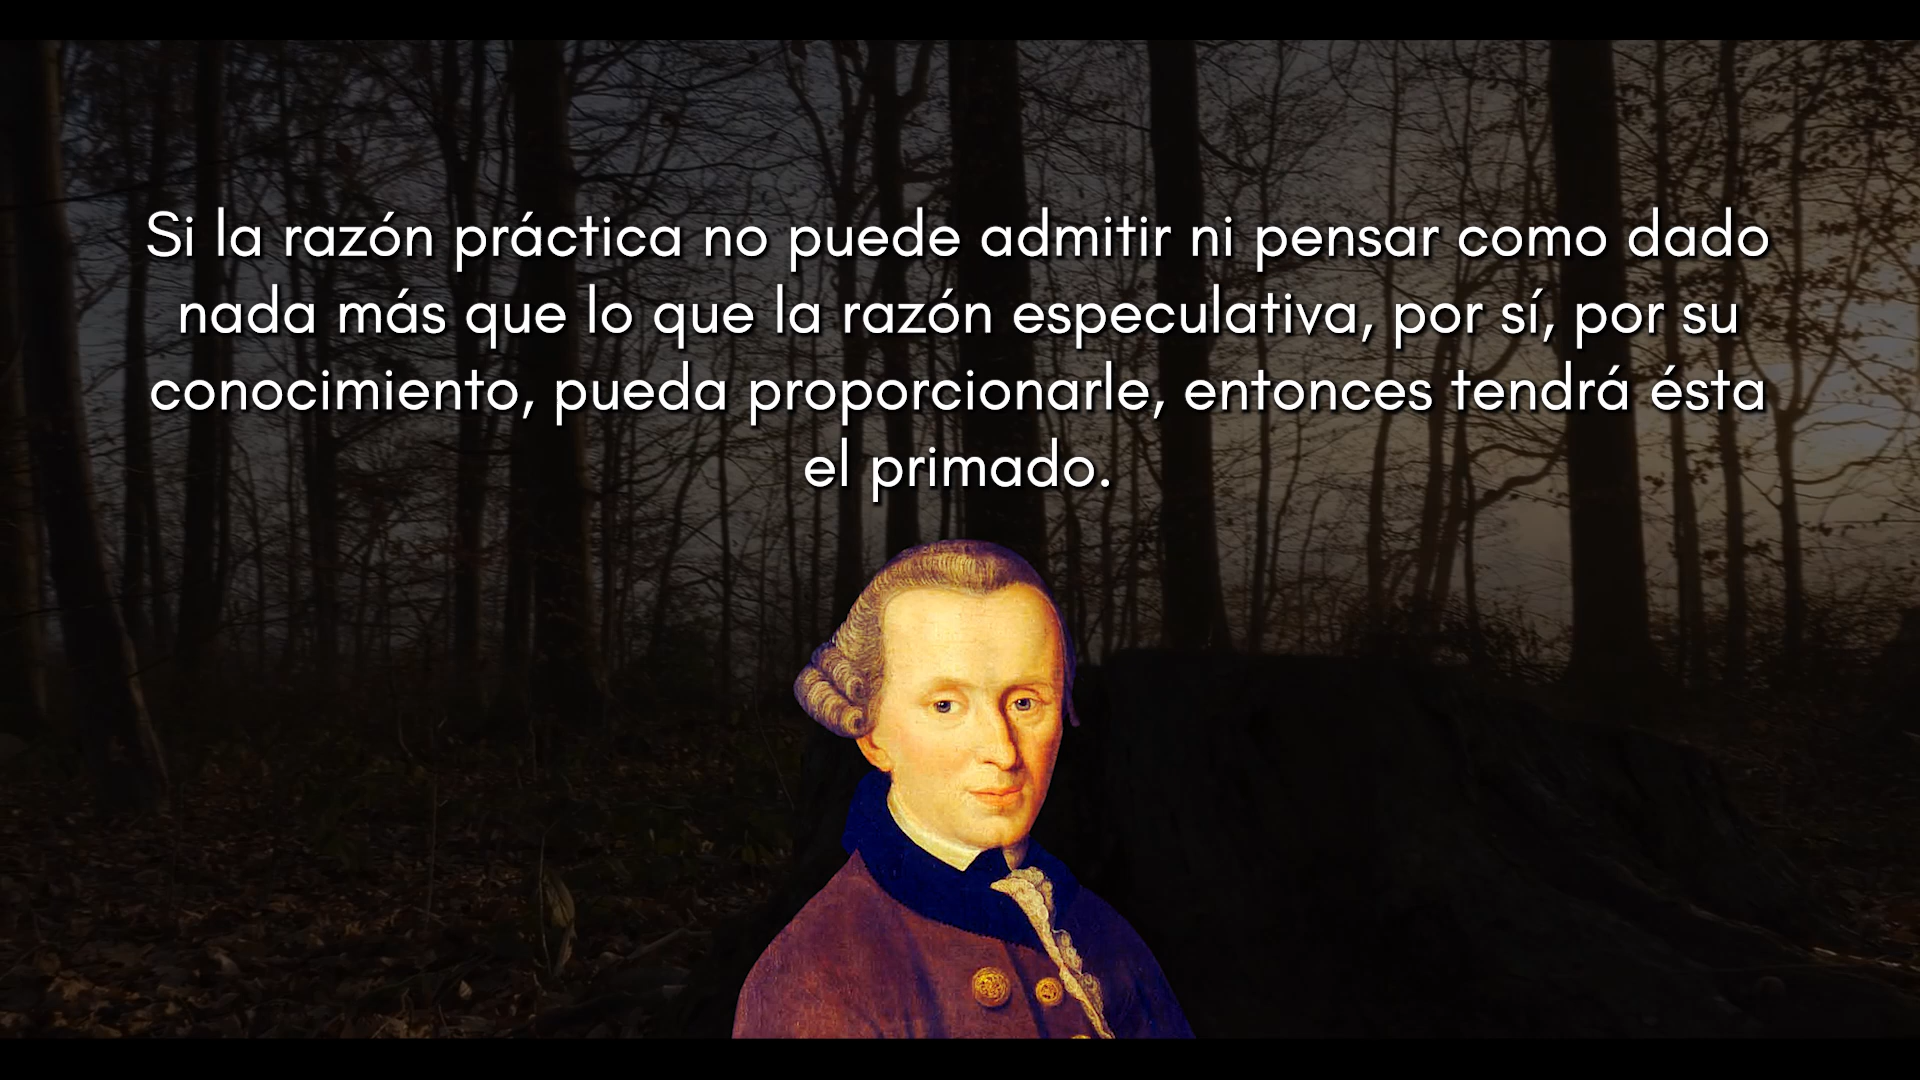 Si la razón práctica no puede admitir ni pensar como dado
nada más que lo que la razón especulativa, por sí, por su
conocimiento, pueda proporcionarle, entonces tendrá ésta
el primado.